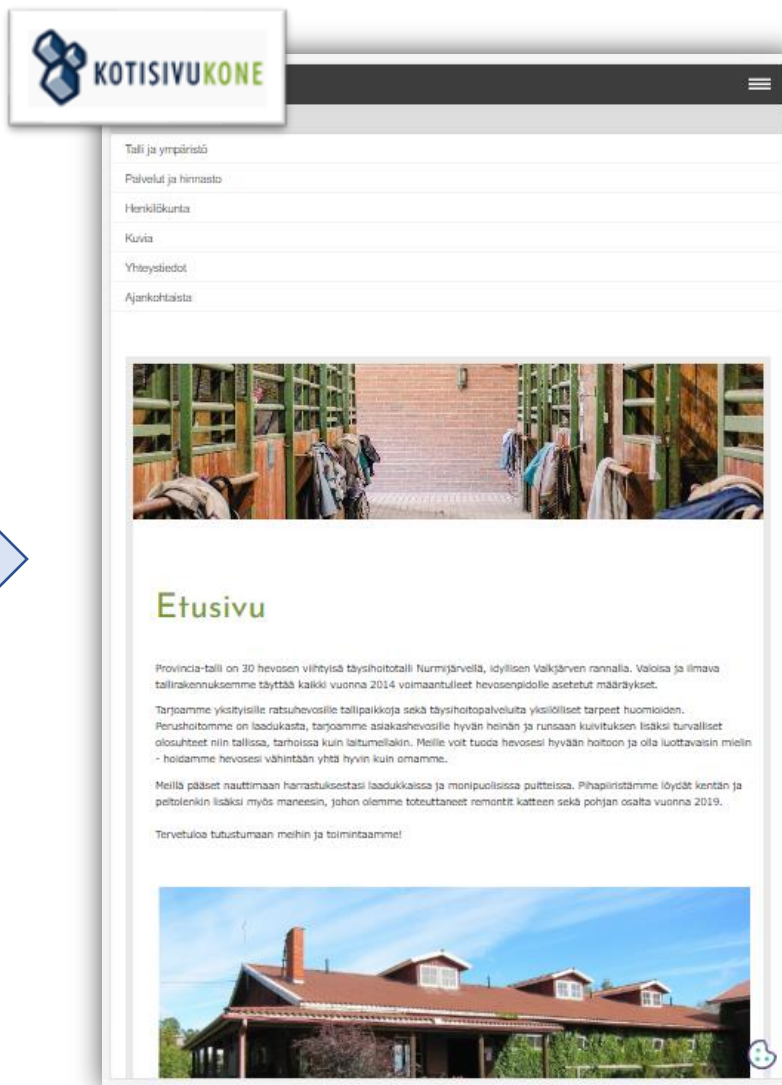 KOTISIVUKONE
Talli ja ympäristö
Palvelut ja hinnasto
Henkilökunta
Kuvia
Yhteystiedot
Ajankohtaista
Etusivu
Provincia-talli on 30 hevosen viihtyisä täysihoitotalli Nurmijärvellä, idyllisen Valkjärven rannalla. Valoisa ja ilmava
tallirakennuksemme täyttää kaikki vuonna 2014 voimaantulleet hevosenpidolle asetetut määräykset.
Tarjoamme yksityisille ratsuhevosille tallipaikkoja sekä täysihoitopalveluita yksilölliset tarpeet huomioiden.
Perushoitomme on laadukasta, tarjoamme asiakashevosille hyvän heinän ja runsaan kuivituksen lisäksi turvalliset
olosuhteet niin tallissa, tarhoissa kuin laitumellakin. Meille voit tuoda hevosesi hyvään hoitoon ja olla luottavaisin mielin
- hoidamme hevosesi vähintään yhtä hyvin kuin omamme.
Meillä pääset nauttimaan harrastuksestasi laadukkaissa ja monipuolisissa puitteissa. Pihapiiristämme löydät kentän ja
peltolenkin lisäksi myös maneesin, johon olemme toteuttaneet remontit katteen sekä pohjan osalta vuonna 2019.
Tervetuloa tutustumaan meihin ja toimintaamme!